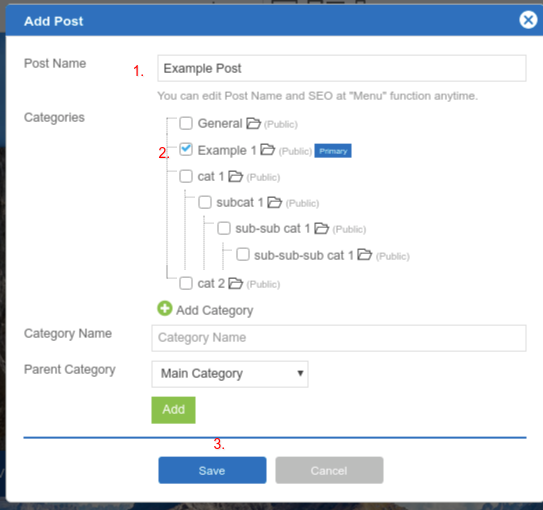 Add Post
Post Name
1. Example Post
You can edit Post Name and SEO at "Menu" function anytime.
Categories
General (Public)
2. Example 1 (Public) Primary
cat 1 (Public)
subcat 1 (Public)
sub-sub cat 1 (Public)
sub-sub-sub cat 1 (Public)
cat 2 (Public)
Add Category
Category Name Category Name
Parent Category Main Category
Add
3.
Save Cancel